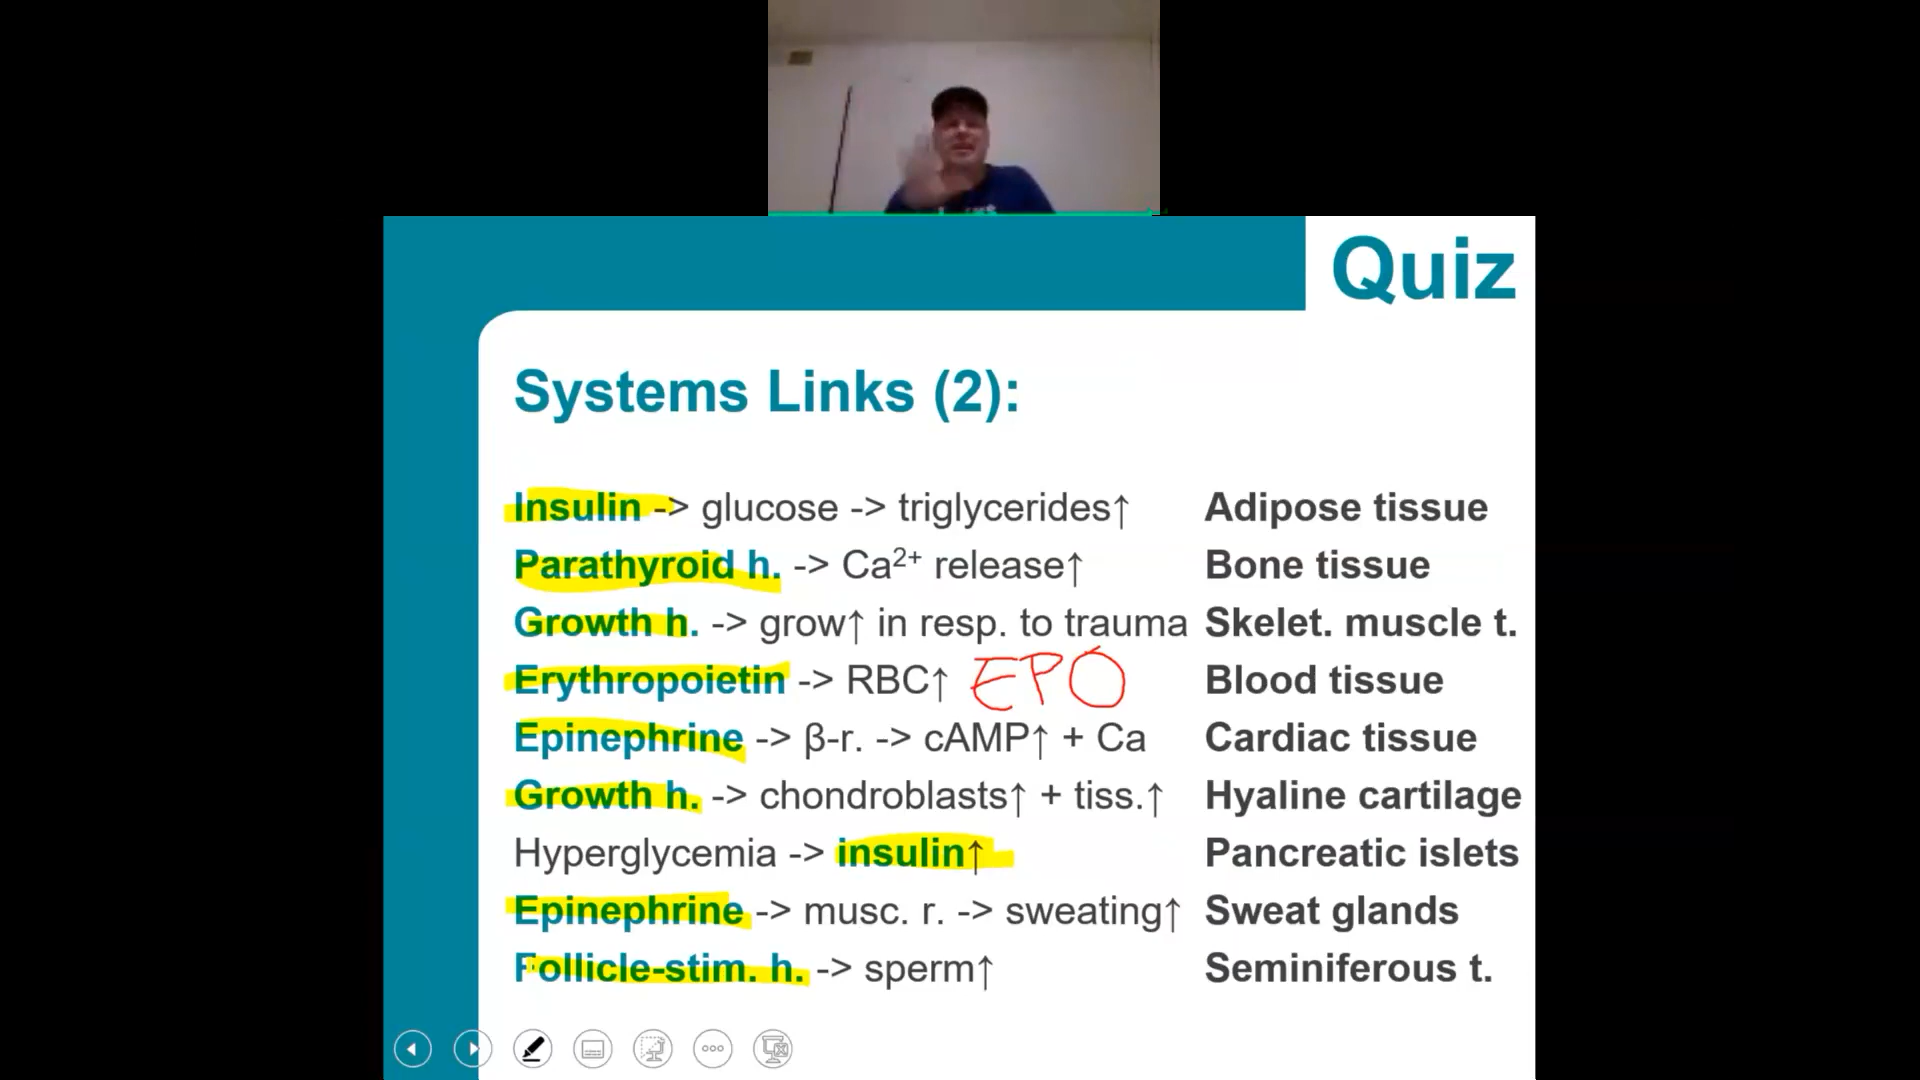 Quiz
Systems Links (2):
Insulin -> glucose -> triglycerides↑ Adipose tissue
Parathyroid h. -> Ca²⁺ release↑ Bone tissue
Growth h. -> grow↑ in resp. to trauma Skelet. muscle t.
Erythropoietin -> RBC↑ EPO Blood tissue
Epinephrine -> β-r. -> cAMP↑ + Ca Cardiac tissue
Growth h. -> chondroblasts↑ + tiss.↑ Hyaline cartilage
Hyperglycemia -> insulin↑ Pancreatic islets
Epinephrine -> musc. r. -> sweating↑ Sweat glands
Follicle-stim. h. -> sperm↑ Seminiferous t.